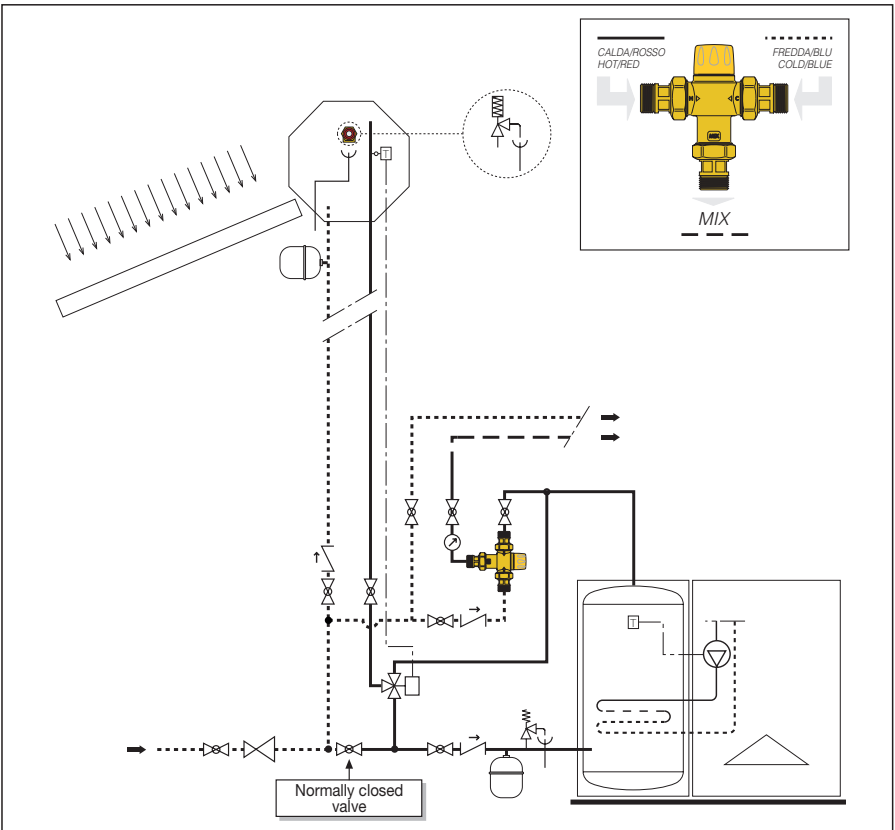 CALDA/ROSSO
HOT/RED
FREDDA/BLU
COLD/BLUE
H
C
MIX
T
T
Normally closed
valve